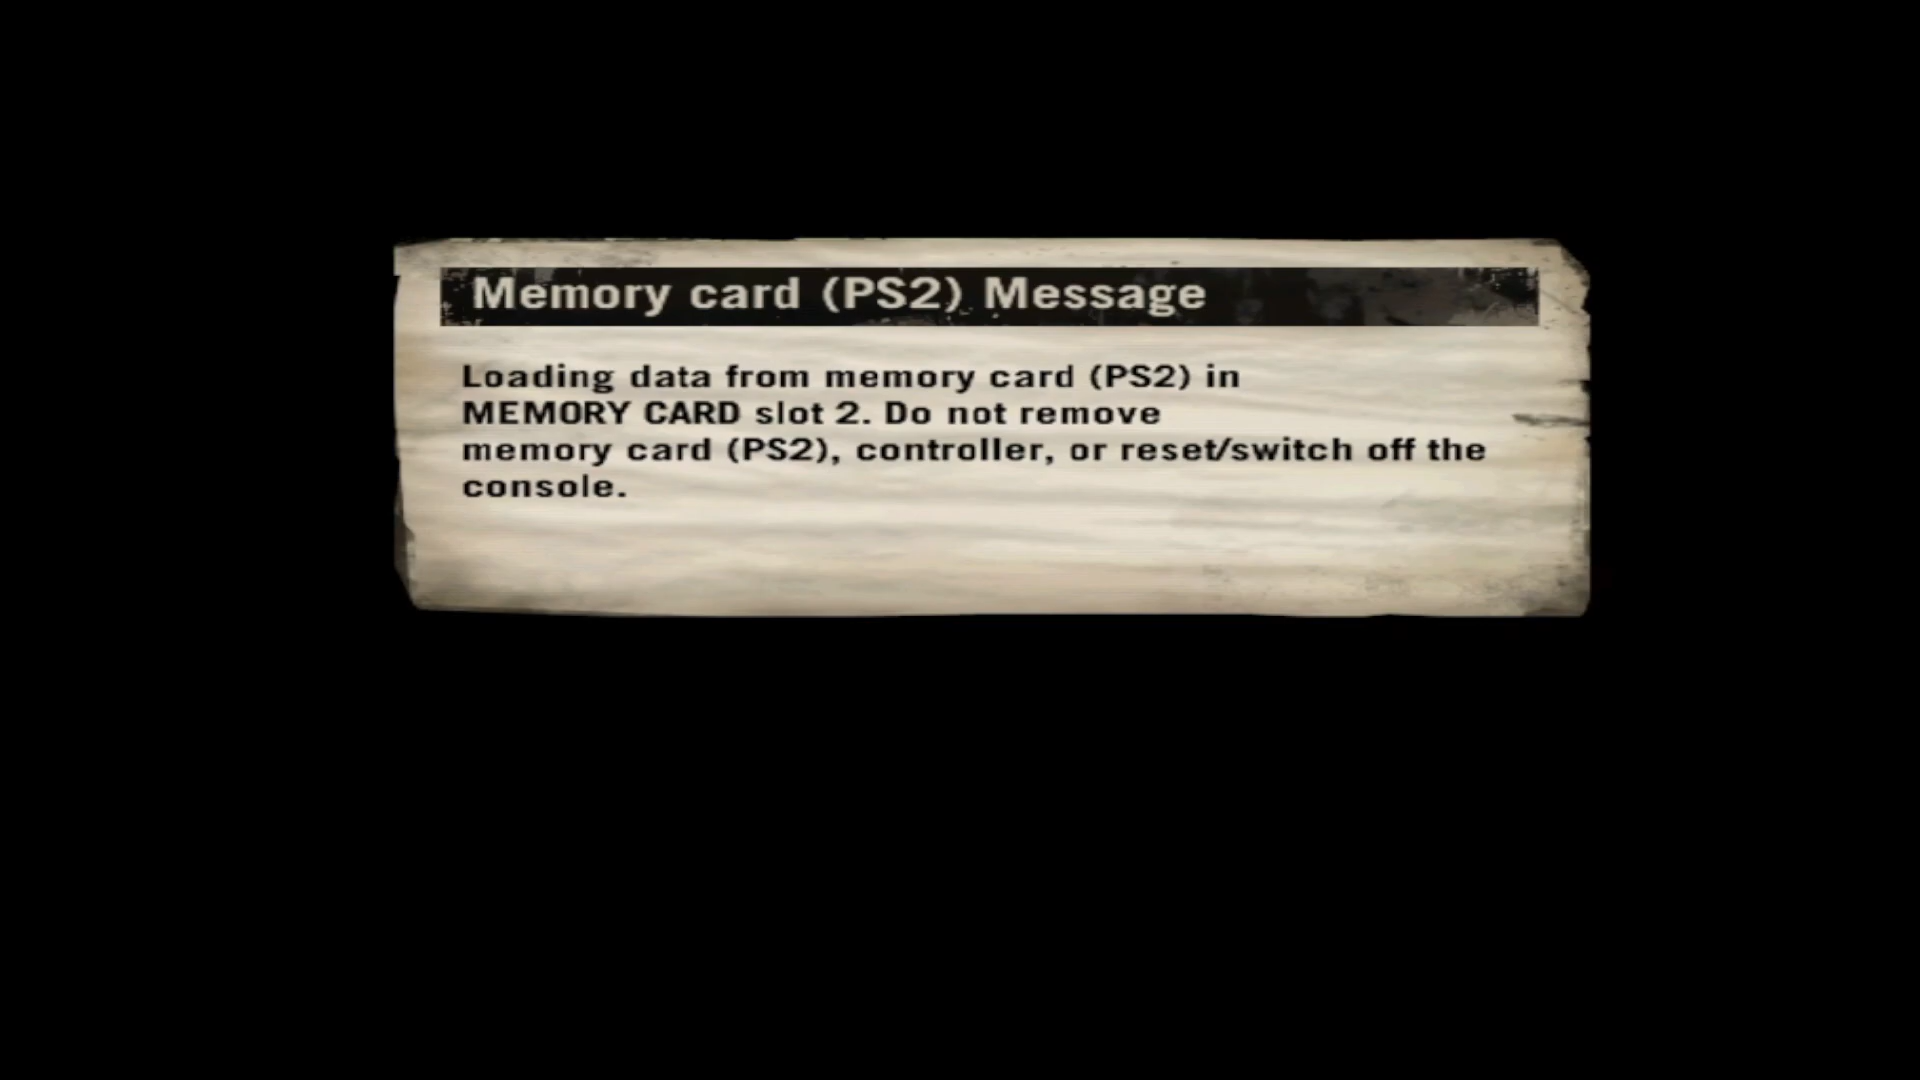 Memory card (PS2) Message
Loading data from memory card (PS2) in
MEMORY CARD slot 2. Do not remove
memory card (PS2), controller, or reset/switch off the
console.